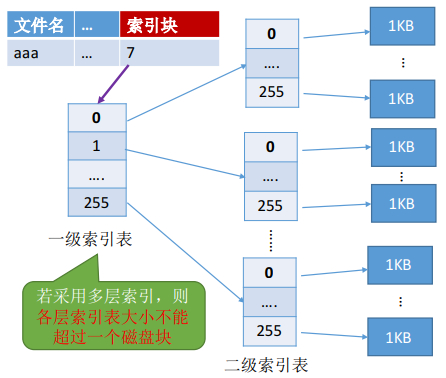 文件名 … 索引块
aaa … 7
0
1
….
255
一级索引表
若采用多层索引，则
各层索引表大小不能
超过一个磁盘块
0
….
255
0
….
255
……
0
….
255
二级索引表
1KB
…
1KB
1KB
…
1KB
1KB
…
1KB